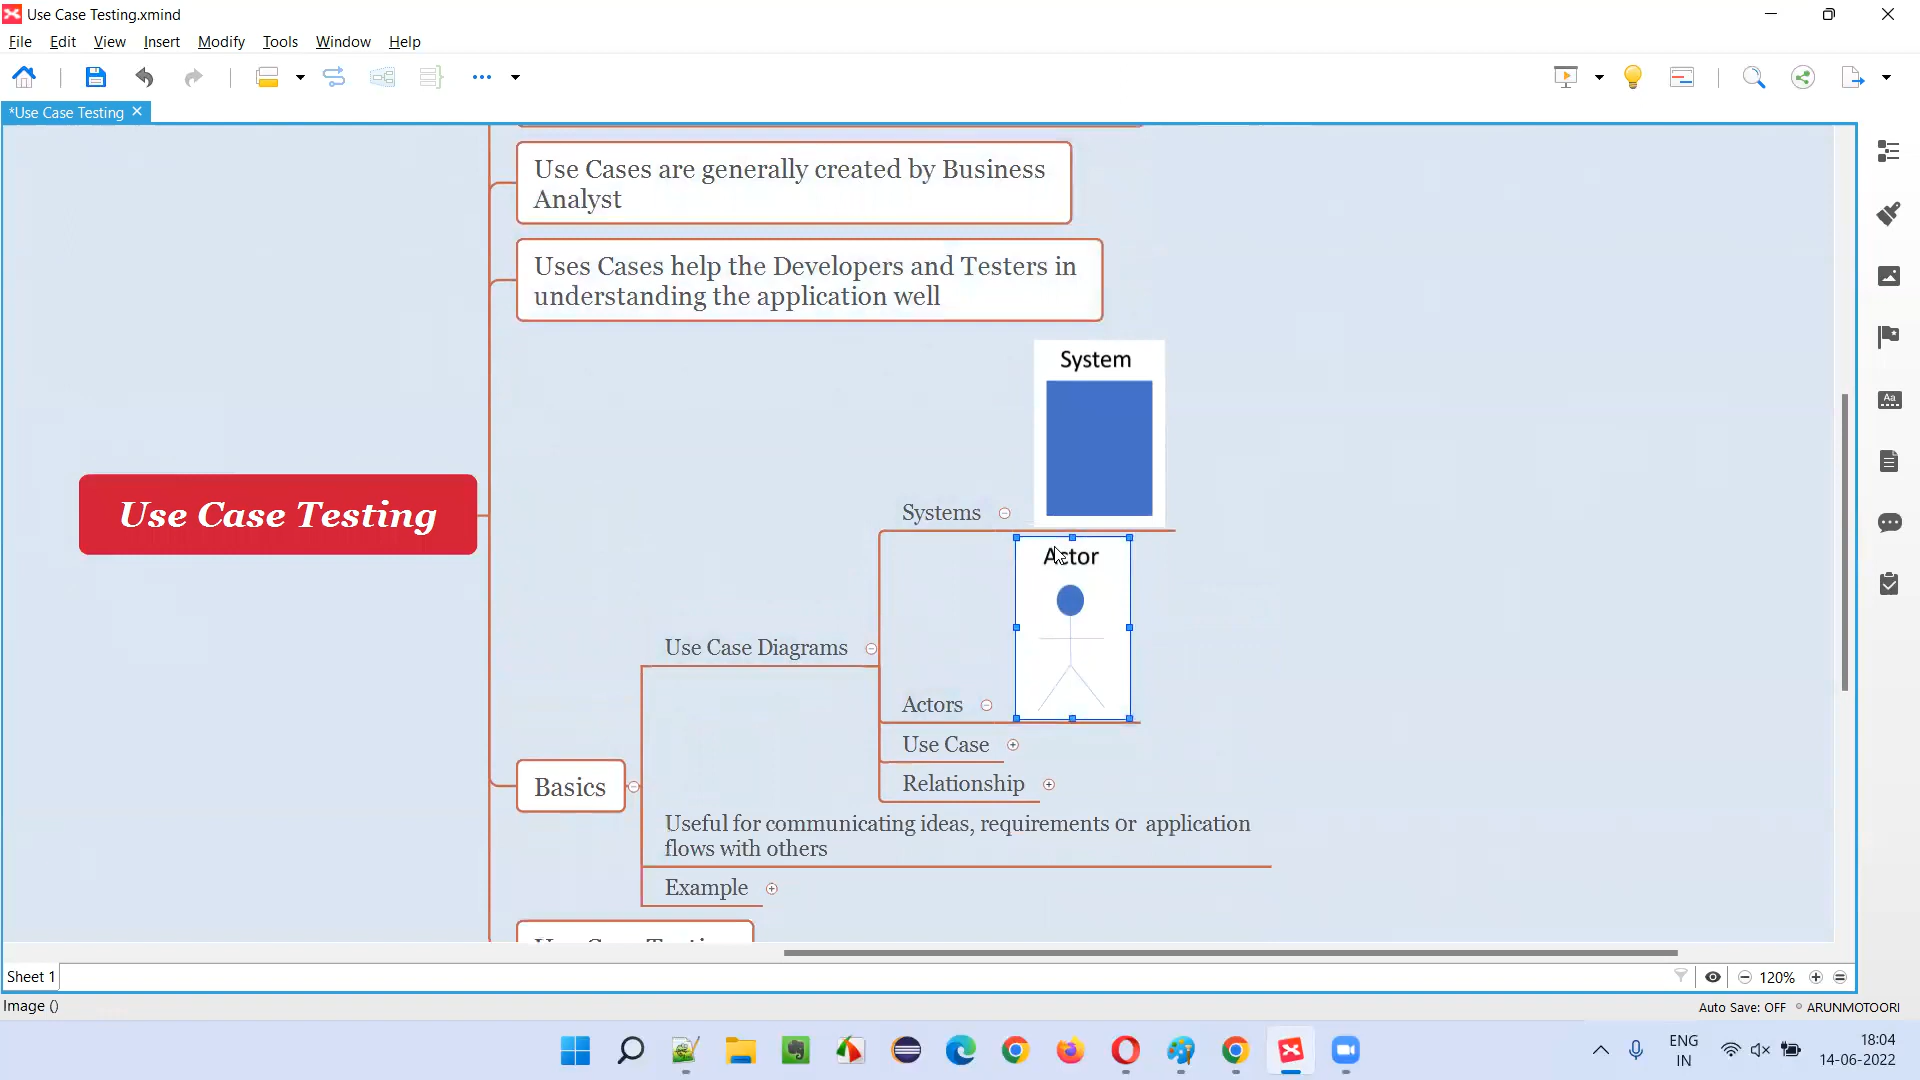 Use Case Testing.xmind
File Edit View Insert Modify Tools Window Help
*Use Case Testing
Use Cases are generally created by Business
Analyst
Uses Cases help the Developers and Testers in
understanding the application well
System
Use Case Testing
Systems
Actor
Use Case Diagrams
Actors
Use Case
Relationship
Basics
Useful for communicating ideas, requirements or application
flows with others
Example
Sheet 1
120%
Image ()
Auto Save: OFF ARUNMOTOORI
ENG
IN
18:04
14-06-2022